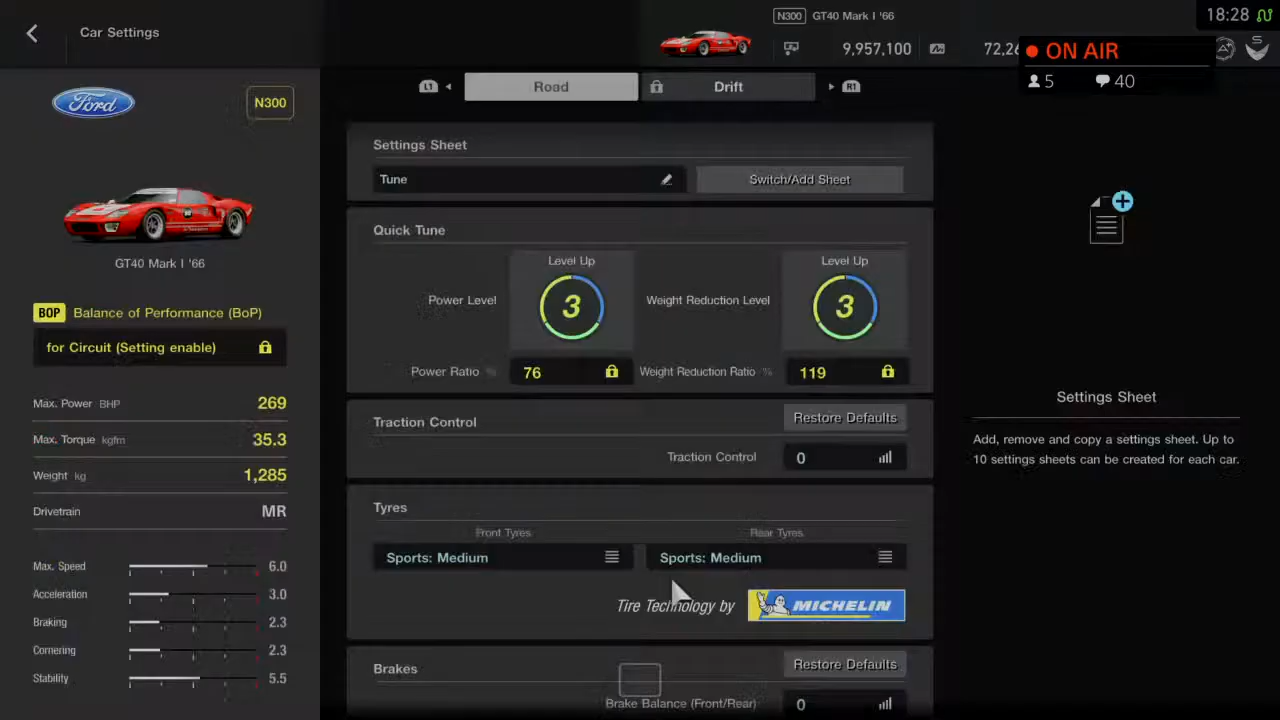 Car Settings
N300 GT40 Mark I '66
18:28
9,957,100
ON AIR
5 40
Ford
N300
L1 Road Drift R1
Settings Sheet
Tune
Switch/Add Sheet
Quick Tune
Level Up
Level Up
Power Level 3
Weight Reduction Level 3
Power Ratio % 76
Weight Reduction Ratio % 119
GT40 Mark I '66
BOP Balance of Performance (BoP)
for Circuit (Setting enable)
Max. Power BHP 269
Max. Torque kgfm 35.3
Weight kg 1,285
Drivetrain MR
Max. Speed 6.0
Acceleration 3.0
Braking 2.3
Cornering 2.3
Stability 5.5
Traction Control
Restore Defaults
Traction Control 0
Tyres
Front Tyres
Rear Tyres
Sports: Medium
Sports: Medium
Tire Technology by MICHELIN
Brakes
Restore Defaults
Brake Balance (Front/Rear) 0
Settings Sheet
Add, remove and copy a settings sheet. Up to
10 settings sheets can be created for each car.